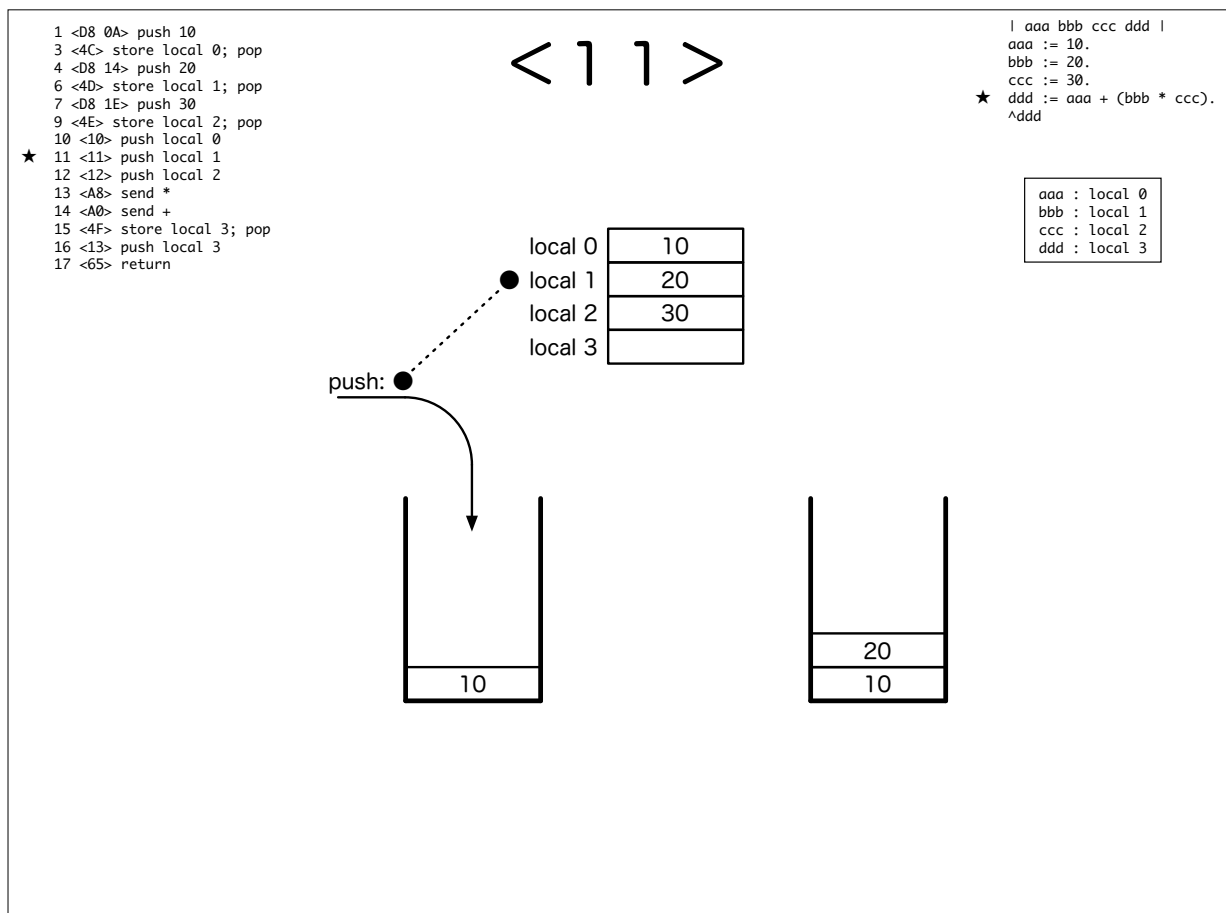 1 <D8 0A> push 10
3 <4C> store local 0; pop
4 <D8 14> push 20
6 <4D> store local 1; pop
7 <D8 1E> push 30
9 <4E> store local 2; pop
10 <10> push local 0
★ 11 <11> push local 1
12 <12> push local 2
13 <A8> send *
14 <A0> send +
15 <4F> store local 3; pop
16 <13> push local 3
17 <65> return
<11>
| aaa bbb ccc ddd |
aaa := 10.
bbb := 20.
ccc := 30.
★ ddd := aaa + (bbb * ccc).
^ddd
aaa : local 0
bbb : local 1
ccc : local 2
ddd : local 3
local 0 10
local 1 20
local 2 30
local 3
push:
10
20
10